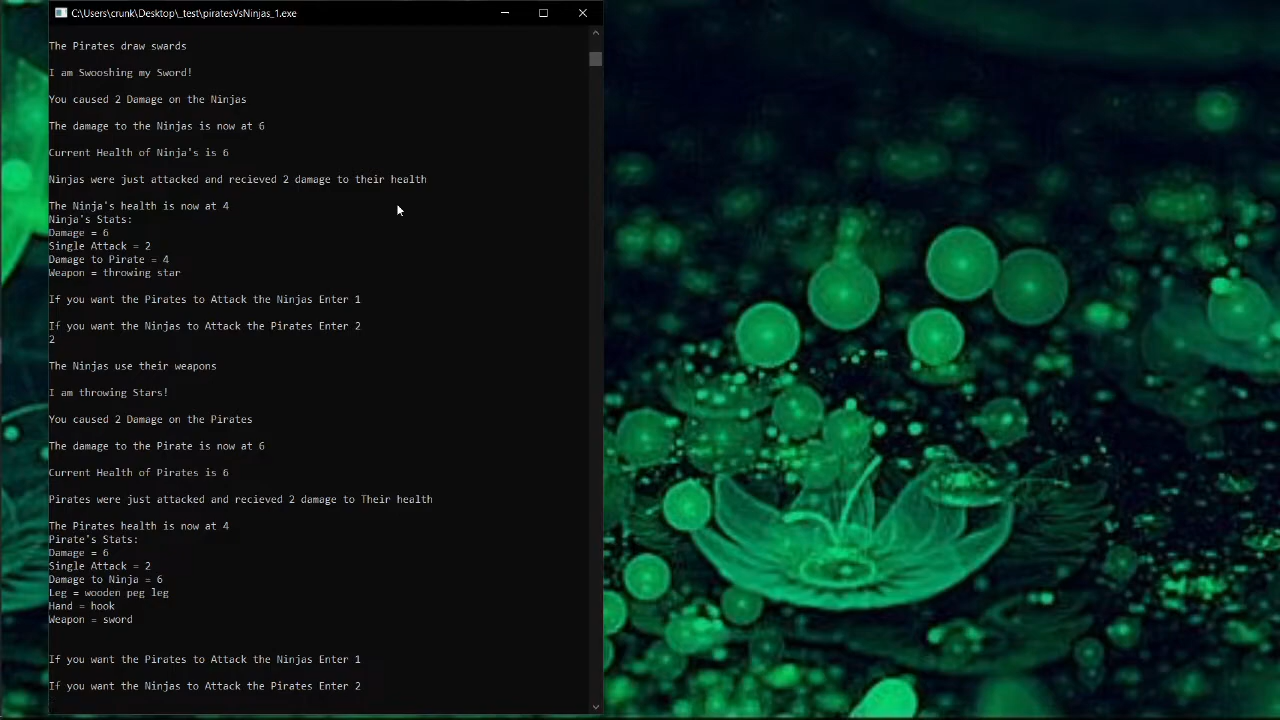 C:\Users\crunk\Desktop\_test\piratesVsNinjas_1.exe
The Pirates draw swards
I am Swooshing my Sword!
You caused 2 Damage on the Ninjas
The damage to the Ninjas is now at 6
Current Health of Ninja's is 6
Ninjas were just attacked and recieved 2 damage to their health
The Ninja's health is now at 4
Ninja's Stats:
Damage = 6
Single Attack = 2
Damage to Pirate = 4
Weapon = throwing star
If you want the Pirates to Attack the Ninjas Enter 1
If you want the Ninjas to Attack the Pirates Enter 2
2
The Ninjas use their weapons
I am throwing Stars!
You caused 2 Damage on the Pirates
The damage to the Pirate is now at 6
Current Health of Pirates is 6
Pirates were just attacked and recieved 2 damage to Their health
The Pirates health is now at 4
Pirate's Stats:
Damage = 6
Single Attack = 2
Damage to Ninja = 6
Leg = wooden peg leg
Hand = hook
Weapon = sword
If you want the Pirates to Attack the Ninjas Enter 1
If you want the Ninjas to Attack the Pirates Enter 2